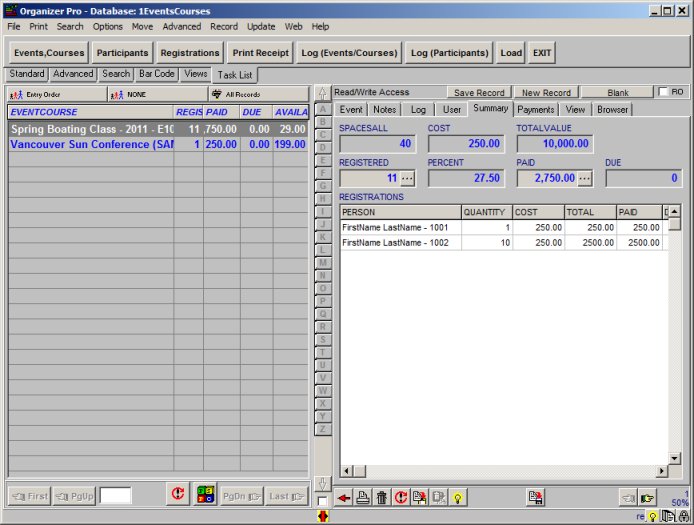 Organizer Pro - Database: 1EventsCourses
File Print Search Options Move Advanced Record Update Web Help
Events,Courses Participants Registrations Print Receipt Log (Events/Courses) Log (Participants) Load EXIT
Standard Advanced Search Bar Code Views Task List
Entry Order NONE All Records
EVENTCOURSE REGIS PAID DUE AVAILA
Spring Boating Class - 2011 - E10 11 ,750.00 0.00 29.00
Vancouver Sun Conference (SAM 1 250.00 0.00 199.00
A
B
C
D
E
F
G
H
I
J
K
L
M
N
O
P
Q
R
S
T
U
V
W
X
Y
Z
Read/Write Access Save Record New Record Blank RO
Event Notes Log User Summary Payments View Browser
SPACESALL COST TOTALVALUE
40 250.00 10,000.00
REGISTERED PERCENT PAID DUE
11 ... 27.50 2,750.00 ... 0
REGISTRATIONS
PERSON QUANTITY COST TOTAL PAID D
FirstName LastName - 1001 1 250.00 250.00 250.00
FirstName LastName - 1002 10 250.00 2500.00 2500.00
First PgUp PgDn Last
50%
re